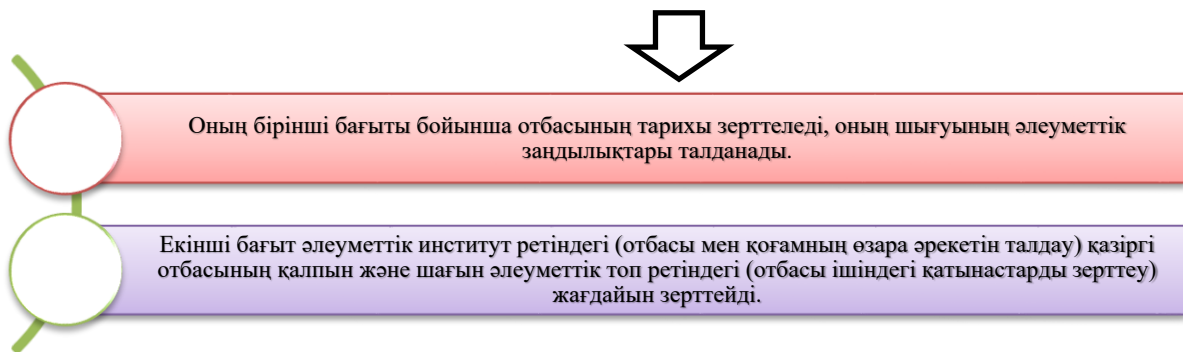 Оның бірінші бағыты бойынша отбасының тарихы зерттеледі, оның шығуының әлеуметтік
заңдылықтары талданады.
Екінші бағыт әлеуметтік институт ретіндегі (отбасы мен қоғамның өзара әрекетін талдау) қазіргі
отбасының қалпын және шағын әлеуметтік топ ретіндегі (отбасы ішіндегі қатынастарды зерттеу)
жағдайын зерттейді.